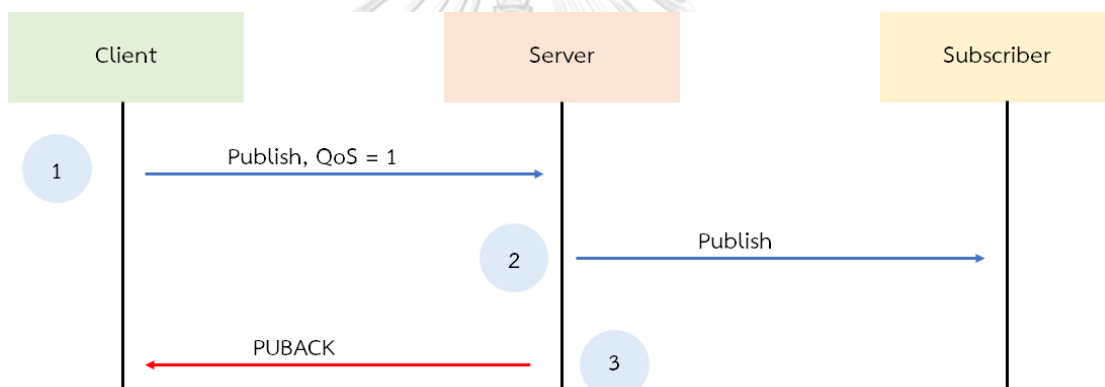 Client
Server
Subscriber
1
Publish, QoS = 1
2
Publish
PUBACK
3